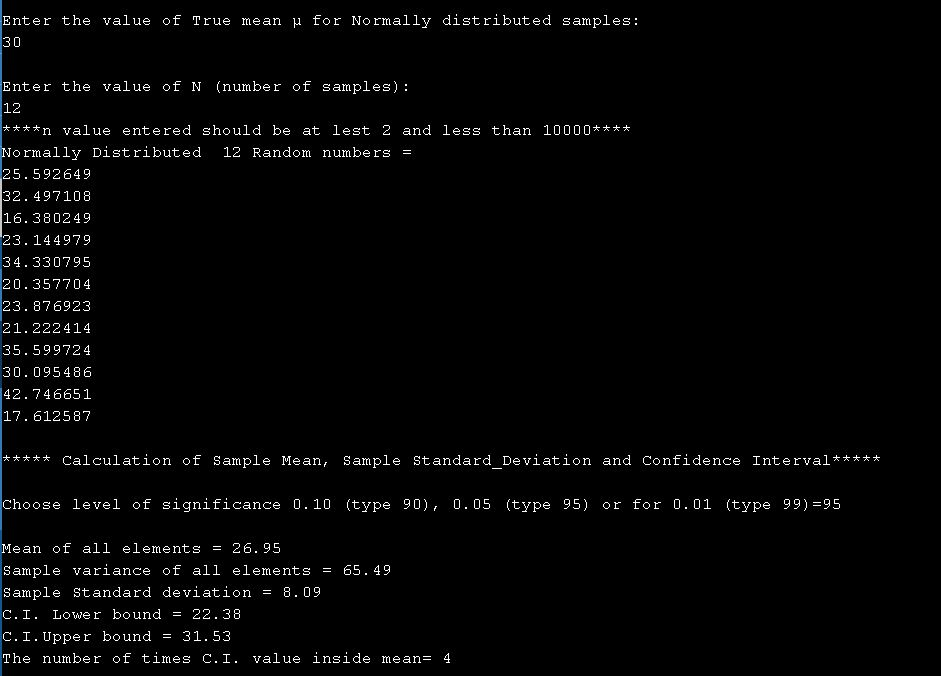 Enter the value of True mean µ for Normally distributed samples:
30
Enter the value of N (number of samples):
12
****n value entered should be at lest 2 and less than 10000****
Normally Distributed  12 Random numbers =
25.592649
32.497108
16.380249
23.144979
34.330795
20.357704
23.876923
21.222414
35.599724
30.095486
42.746651
17.612587
***** Calculation of Sample Mean, Sample Standard_Deviation and Confidence Interval*****
Choose level of significance 0.10 (type 90), 0.05 (type 95) or for 0.01 (type 99)=95
Mean of all elements = 26.95
Sample variance of all elements = 65.49
Sample Standard deviation = 8.09
C.I. Lower bound = 22.38
C.I.Upper bound = 31.53
The number of times C.I. value inside mean= 4